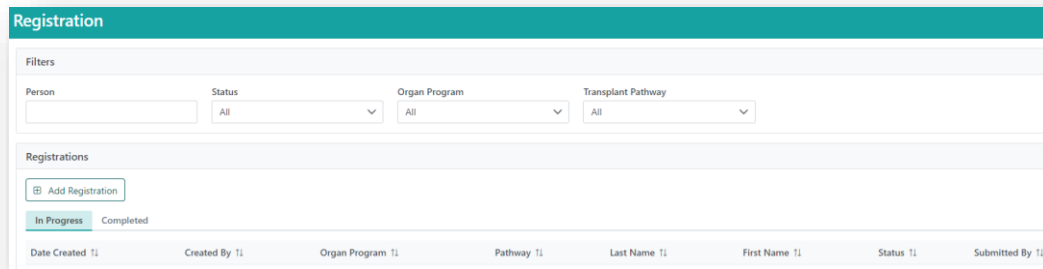 Registration
Filters
Person Status Organ Program Transplant Pathway
All All All
Registrations
Add Registration
In Progress Completed
Date Created Created By Organ Program Pathway Last Name First Name Status Submitted By